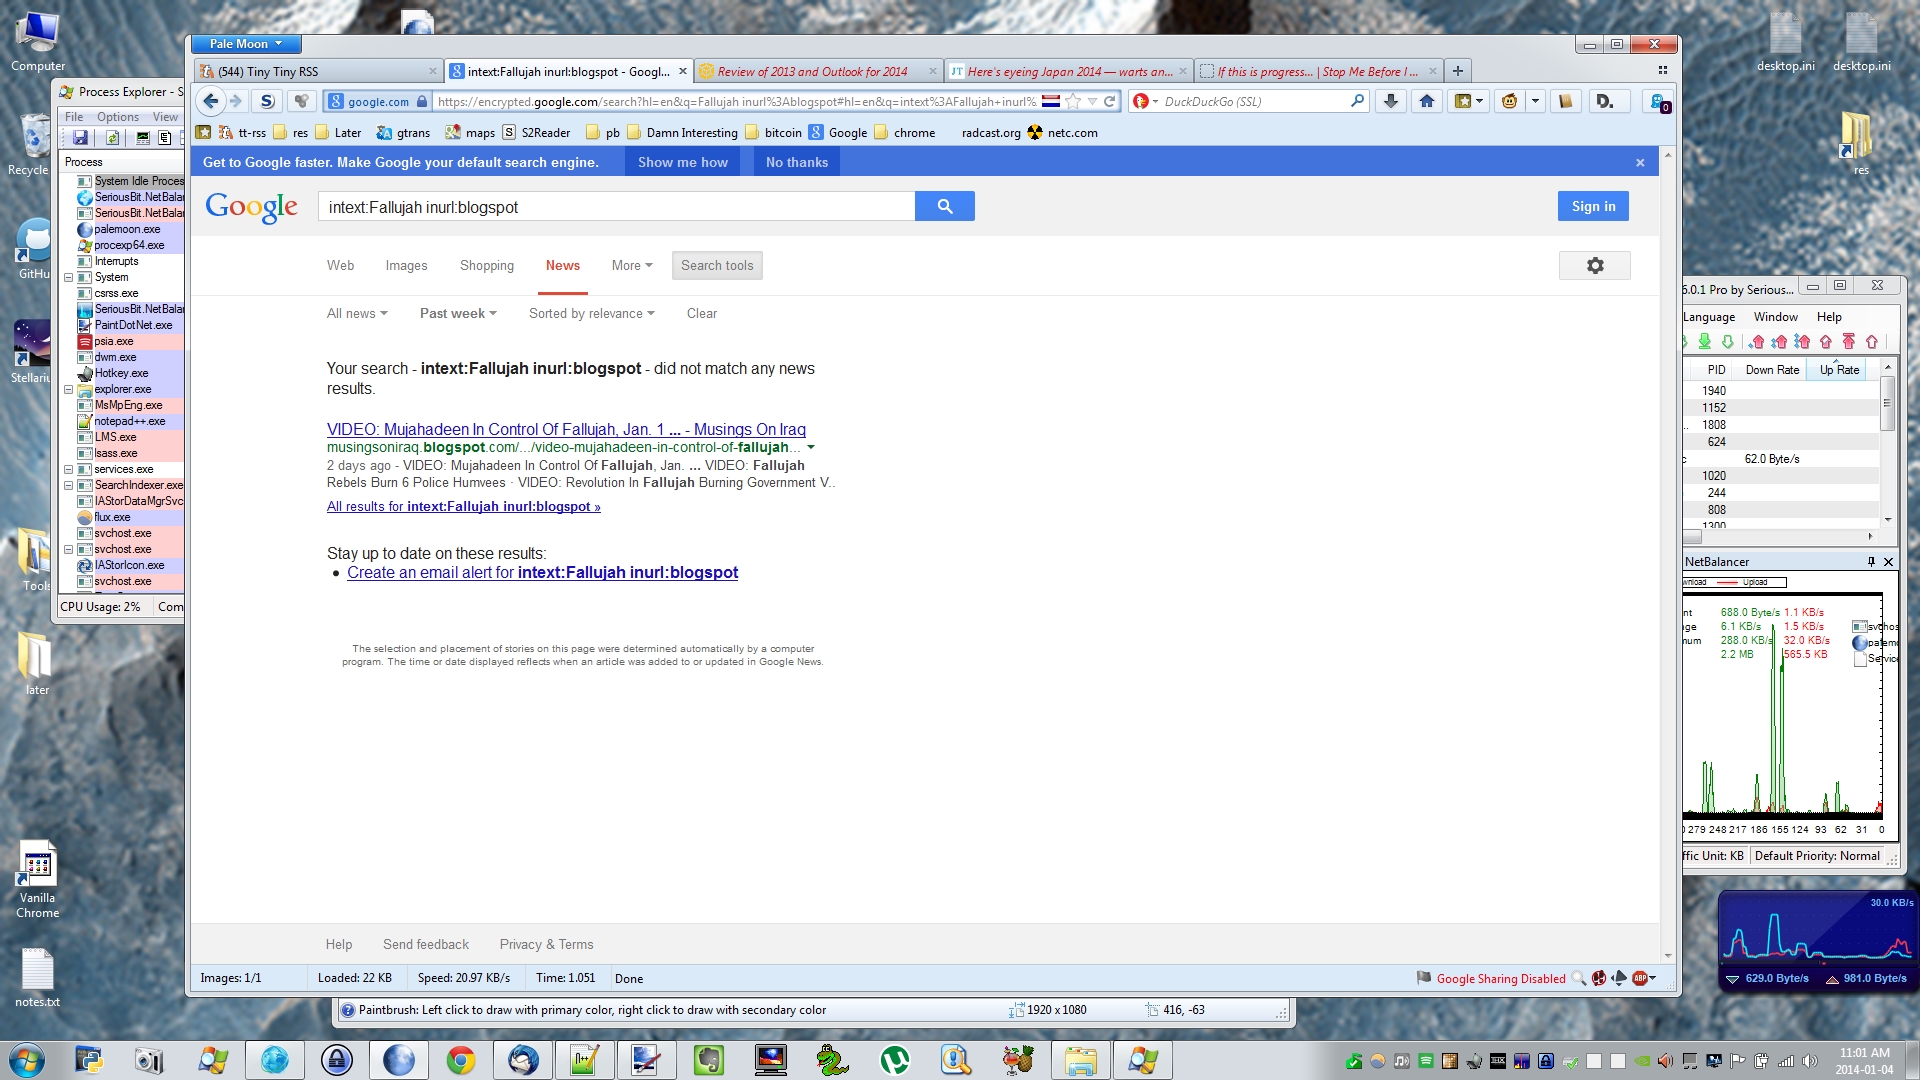 Computer
Recycle
GitHu
Stellariu
Tools
later
Vanilla
Chrome
notes.txt
desktop.ini
desktop.ini
res
Process Explorer - S
File Options View
Process
System Idle Proces
SeriousBit.NetBalar
SeriousBit.NetBalar
palemoon.exe
procexp64.exe
Interrupts
System
csrss.exe
SeriousBit.NetBalar
PaintDotNet.exe
psia.exe
dwm.exe
Hotkey.exe
explorer.exe
MsMpEng.exe
notepad++.exe
LMS.exe
lsass.exe
services.exe
SearchIndexer.exe
IAStorDataMgrSvc
flux.exe
svchost.exe
svchost.exe
IAStorIcon.exe
svchost.exe
CPU Usage: 2% Com
Pale Moon
(544) Tiny Tiny RSS
intext:Fallujah inurl:blogspot - Googl...
Review of 2013 and Outlook for 2014
Here's eyeing Japan 2014 — warts an...
If this is progress... | Stop Me Before I ...
google.com
https://encrypted.google.com/search?hl=en&q=Fallujah inurl%3Ablogspot#hl=en&q=intext%3AFallujah+inurl%
DuckDuckGo (SSL)
tt-rss res Later gtrans maps S2Reader pb Damn Interesting bitcoin Google chrome radcast.org netc.com
Get to Google faster. Make Google your default search engine. Show me how No thanks
Google
intext:Fallujah inurl:blogspot
Sign in
Web Images Shopping News More Search tools
All news Past week Sorted by relevance Clear
Your search - intext:Fallujah inurl:blogspot - did not match any news
results.
VIDEO: Mujahadeen In Control Of Fallujah, Jan. 1 ... - Musings On Iraq
musingsoniraq.blogspot.com/.../video-mujahadeen-in-control-of-fallujah...
2 days ago - VIDEO: Mujahadeen In Control Of Fallujah, Jan. ... VIDEO: Fallujah
Rebels Burn 6 Police Humvees · VIDEO: Revolution In Fallujah Burning Government V..
All results for intext:Fallujah inurl:blogspot »
Stay up to date on these results:
Create an email alert for intext:Fallujah inurl:blogspot
The selection and placement of stories on this page were determined automatically by a computer
program. The time or date displayed reflects when an article was added to or updated in Google News.
Help Send feedback Privacy & Terms
Images: 1/1 Loaded: 22 KB Speed: 20.97 KB/s Time: 1.051 Done
Google Sharing Disabled
ABP
Paintbrush: Left click to draw with primary color, right click to draw with secondary color
1920 x 1080
416, -63
6.0.1 Pro by Serious...
Language Window Help
PID Down Rate Up Rate
1940
1152
1808
624
62.0 Byte/s
1020
244
808
1300
NetBalancer
Upload
688.0 Byte/s 1.1 KB/s
6.1 KB/s 1.5 KB/s
288.0 KB/s 32.0 KB/s
2.2 MB 565.5 KB
svchos
palemo
Service
279 248 217 186 155 124 93 62 31 0
ffic Unit: KB Default Priority: Normal
30.0 KB/s
629.0 Byte/s 981.0 Byte/s
11:01 AM
2014-01-04